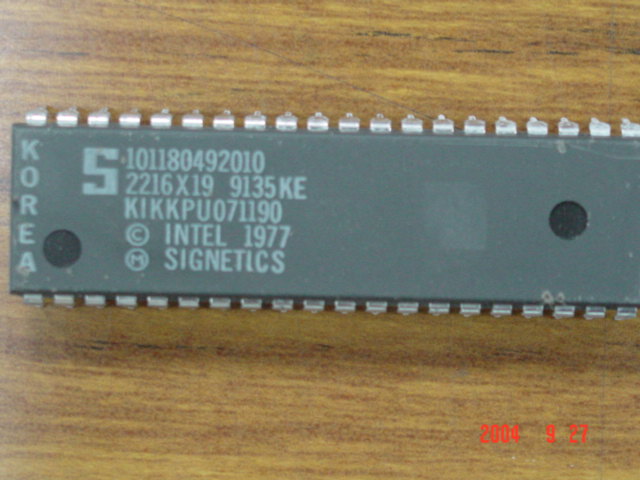 KOREA
S
101180492010
2216X19 9135KE
KIKKPU071190
© INTEL 1977
Ⓜ SIGNETICS
2004 9 27